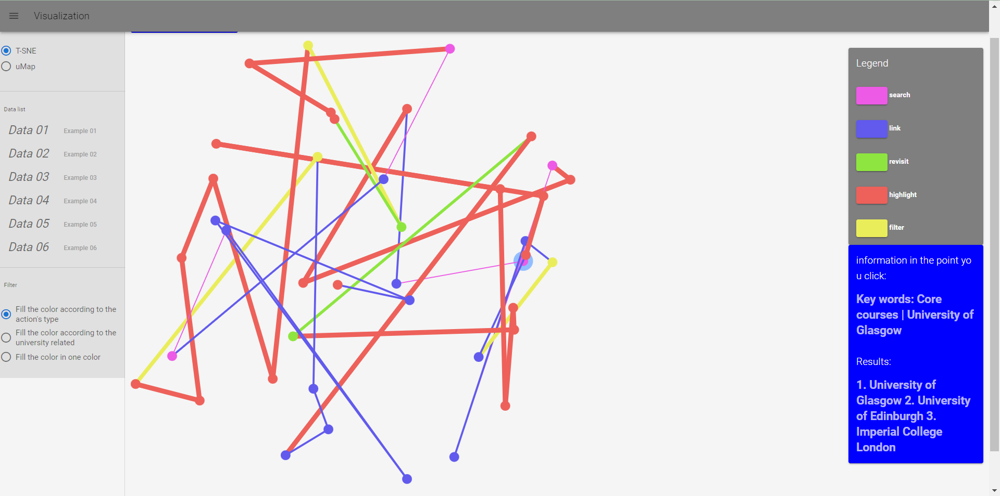 Visualization
T-SNE
uMap
Data list
Data 01 Example 01
Data 02 Example 02
Data 03 Example 03
Data 04 Example 04
Data 05 Example 05
Data 06 Example 06
Filter
Fill the color according to the
action's type
Fill the color according to the
university related
Fill the color in one color
Legend
search
link
revisit
highlight
filter
information in the point yo
u click:
Key words: Core
courses | University of
Glasgow
Results:
1. University of
Glasgow 2. University
of Edinburgh 3.
Imperial College
London